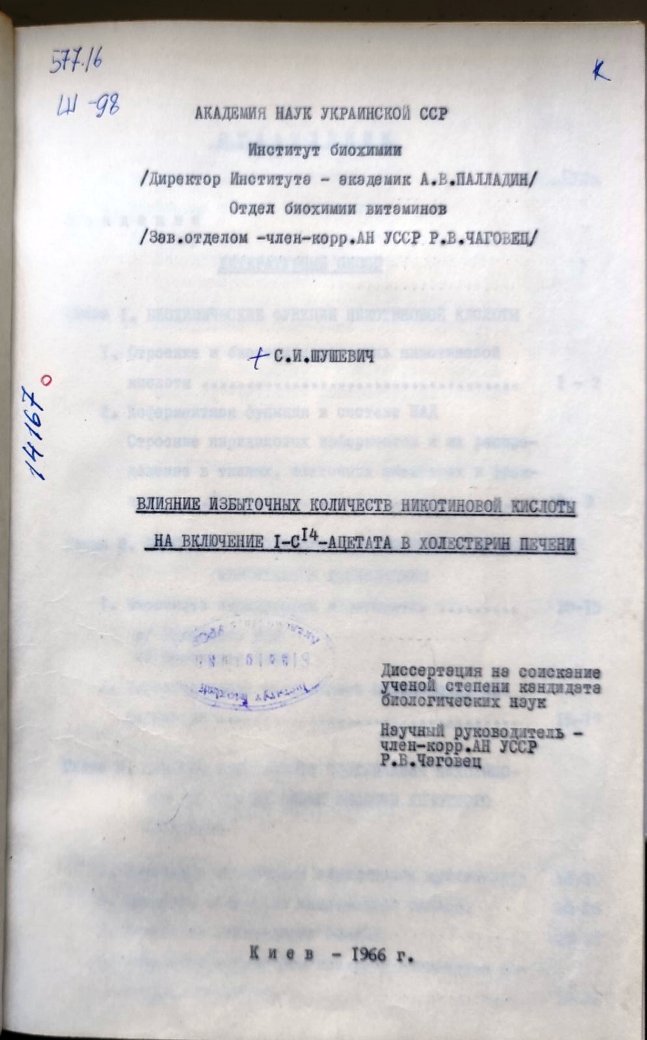 577.16
К
Ш-98
АКАДЕМИЯ НАУК УКРАИНСКОЙ ССР
Институт биохимии
/Директор Института - академик А.В.ПАЛЛАДИН/
Отдел биохимии витаминов
/Зав.отделом -член-корр.АН УССР Р.В.ЧАГОВЕЦ/
+ С.И.ШУШЕВИЧ
14167
ВЛИЯНИЕ ИЗБЫТОЧНЫХ КОЛИЧЕСТВ НИКОТИНОВОЙ КИСЛОТЫ
НА ВКЛЮЧЕНИЕ I-C14-АЦЕТАТА В ХОЛЕСТЕРИН ПЕЧЕНИ
Диссертация на соискание
ученой степени кандидата
биологических наук
Научный руководитель -
член-корр.АН УССР
Р.В.Чаговец
Киев - 1966 г.